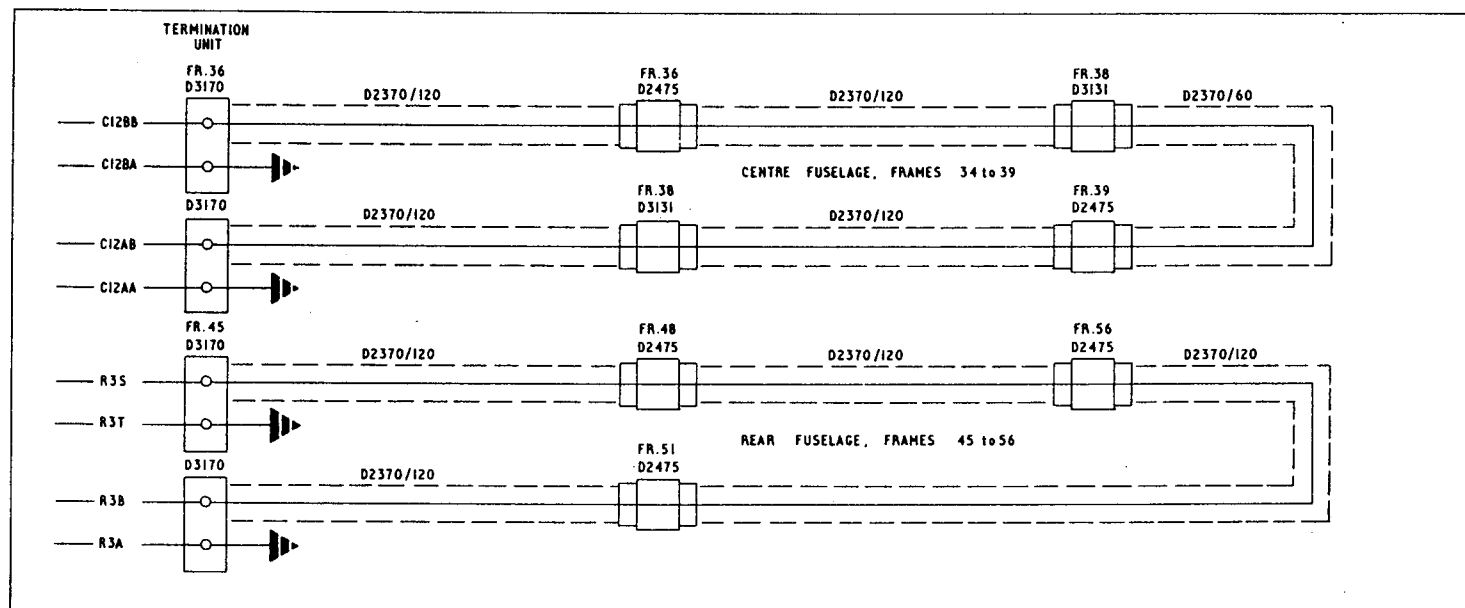 TERMINATION
UNIT
FR.36
D3170
D2370/120
FR.36
D2475
D2370/120
FR.38
D3131
D2370/60
C12BB
C12BA
CENTRE FUSELAGE, FRAMES 34 to 39
D3170
D2370/120
FR.38
D3131
D2370/120
FR.39
D2475
C12AB
C12AA
FR.45
D3170
D2370/120
FR.48
D2475
D2370/120
FR.56
D2475
D2370/120
R3S
R3T
REAR FUSELAGE, FRAMES 45 to 56
D3170
D2370/120
FR.51
D2475
R3B
R3A